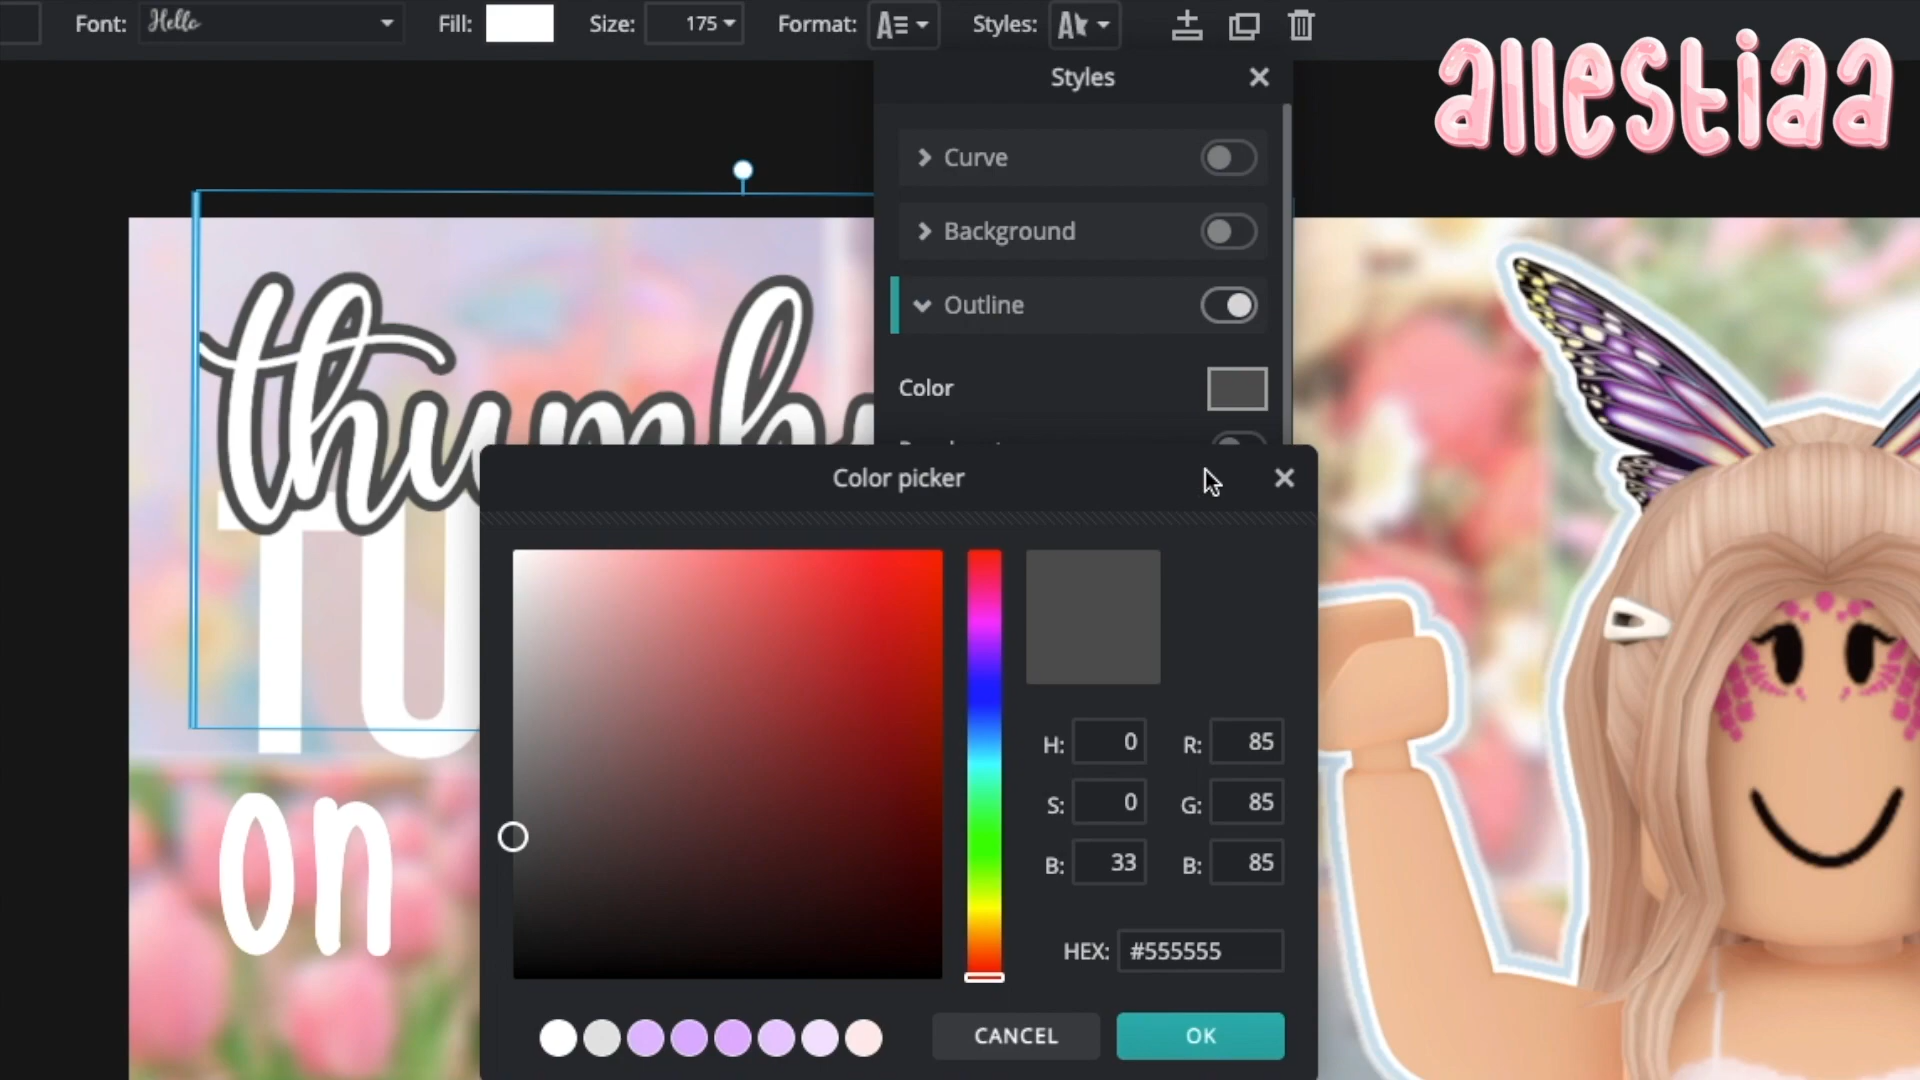 Font: Hello Fill: Size: 175 Format: A Styles: A
allestiaa
Styles
Curve
Background
Outline
Color
Color picker
H: 0 R: 85
S: 0 G: 85
B: 33 B: 85
HEX: #555555
CANCEL OK
on